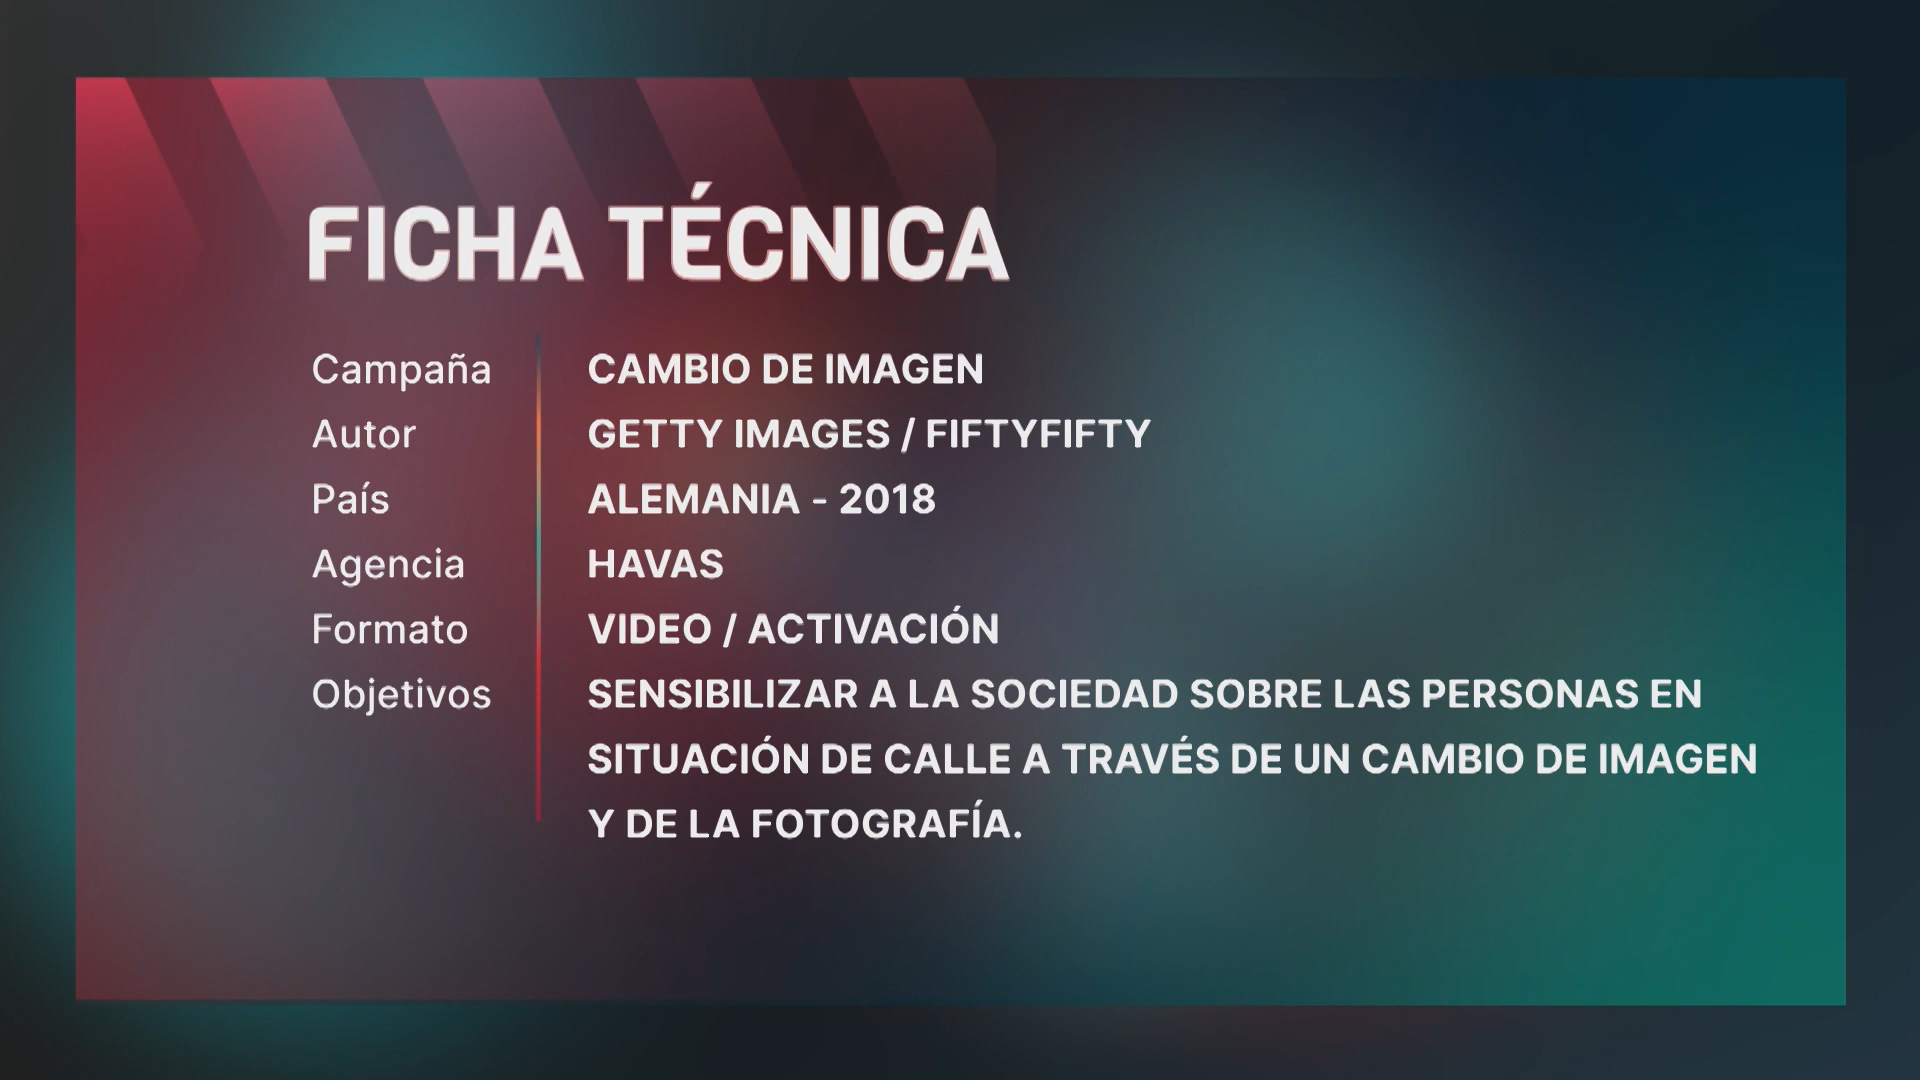 FICHA TÉCNICA
Campaña CAMBIO DE IMAGEN
Autor GETTY IMAGES / FIFTYFIFTY
País ALEMANIA - 2018
Agencia HAVAS
Formato VIDEO / ACTIVACIÓN
Objetivos SENSIBILIZAR A LA SOCIEDAD SOBRE LAS PERSONAS EN
SITUACIÓN DE CALLE A TRAVÉS DE UN CAMBIO DE IMAGEN
Y DE LA FOTOGRAFÍA.